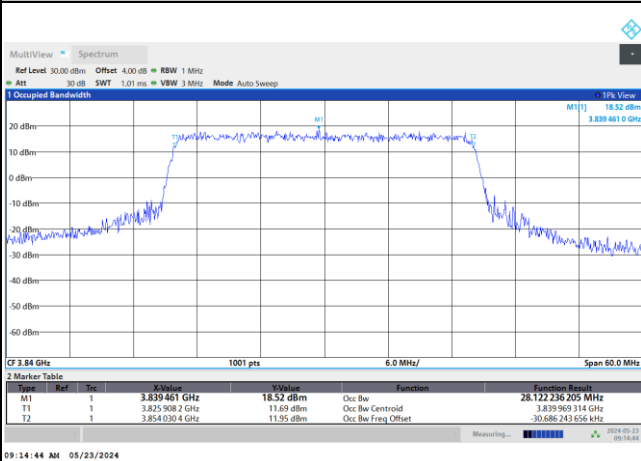 MultiView Spectrum
Ref Level 30.00 dBm Offset 4.00 dB RBW 1 MHz
Att 30 dB SWT 1.01 ms VBW 3 MHz Mode Auto Sweep
1 Occupied Bandwidth 1Pk View
M1[1] 18.52 dBm
3.839 461 0 GHz
M1
20 dBm
T1 T2
10 dBm
0 dBm
-10 dBm
-20 dBm
-30 dBm
-40 dBm
-50 dBm
-60 dBm
CF 3.84 GHz 1001 pts 6.0 MHz/ Span 60.0 MHz
2 Marker Table
Type Ref Trc X-Value Y-Value Function Function Result
M1 1 3.839 461 GHz 18.52 dBm Occ Bw 28.122 236 205 MHz
T1 1 3.825 908 2 GHz 11.69 dBm Occ Bw Centroid 3.839 969 314 GHz
T2 1 3.854 030 4 GHz 11.95 dBm Occ Bw Freq Offset -30.686 243 656 kHz
Measuring... 2024-05-23
09:14:44
09:14:44 AM 05/23/2024